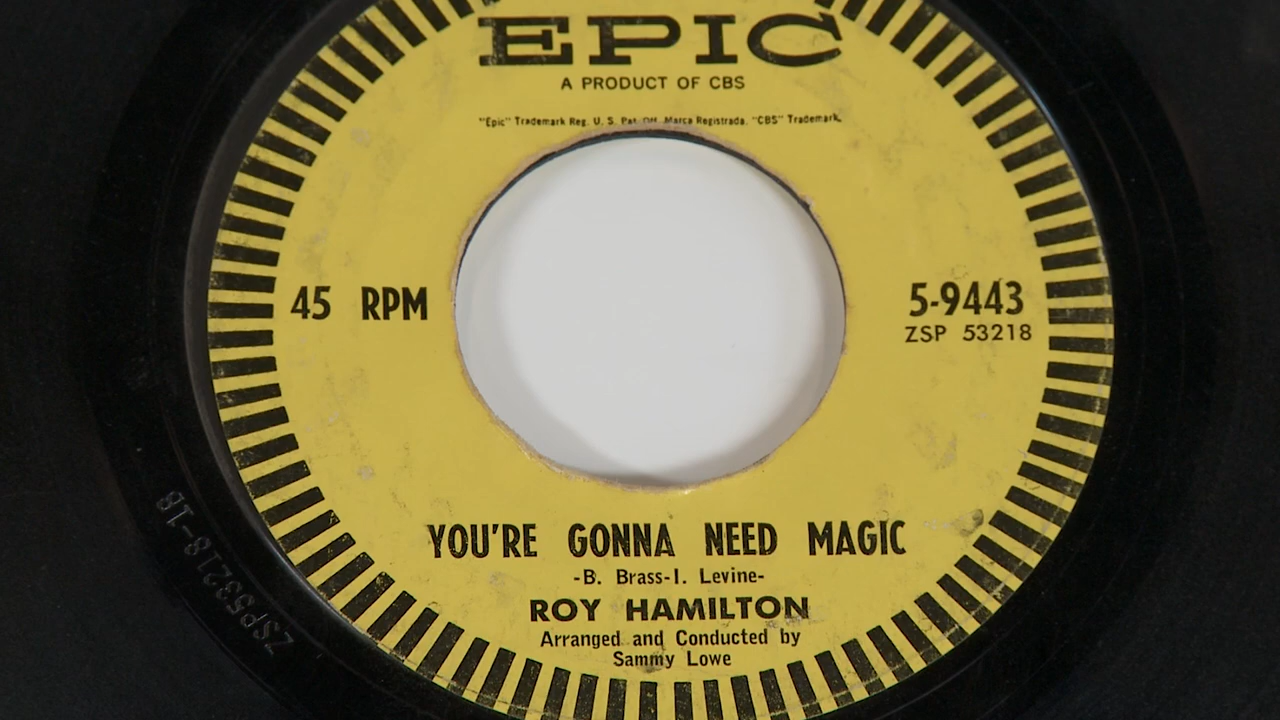 EPIC
A PRODUCT OF CBS
"Epic" Trademark Reg. U. S. Pat. Off. Marca Registrada. "CBS" Trademark.
45 RPM
5-9443
ZSP 53218
YOU'RE GONNA NEED MAGIC
-B. Brass-I. Levine-
ROY HAMILTON
Arranged and Conducted by
Sammy Lowe
ZSP53218-1B